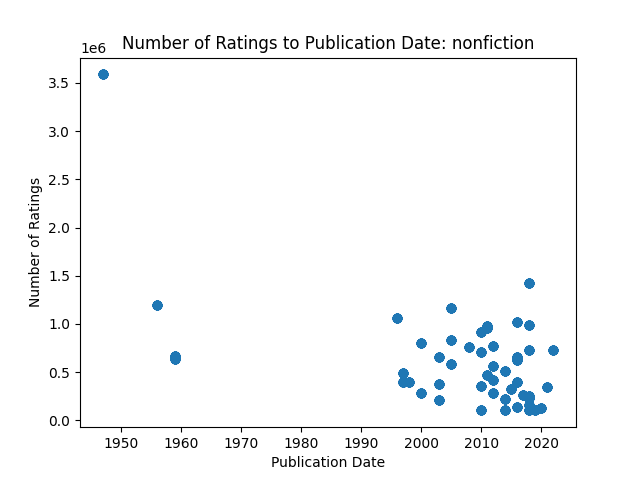 Number of Ratings to Publication Date: nonfiction
1e6
3.5
3.0
2.5
2.0
1.5
1.0
0.5
0.0
Number of Ratings
1950 1960 1970 1980 1990 2000 2010 2020
Publication Date